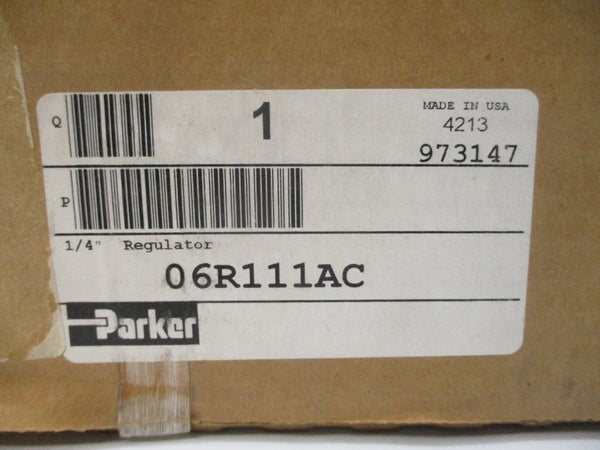 Q
1
MADE IN USA
4213
973147
P
1/4" Regulator
06R111AC
Parker